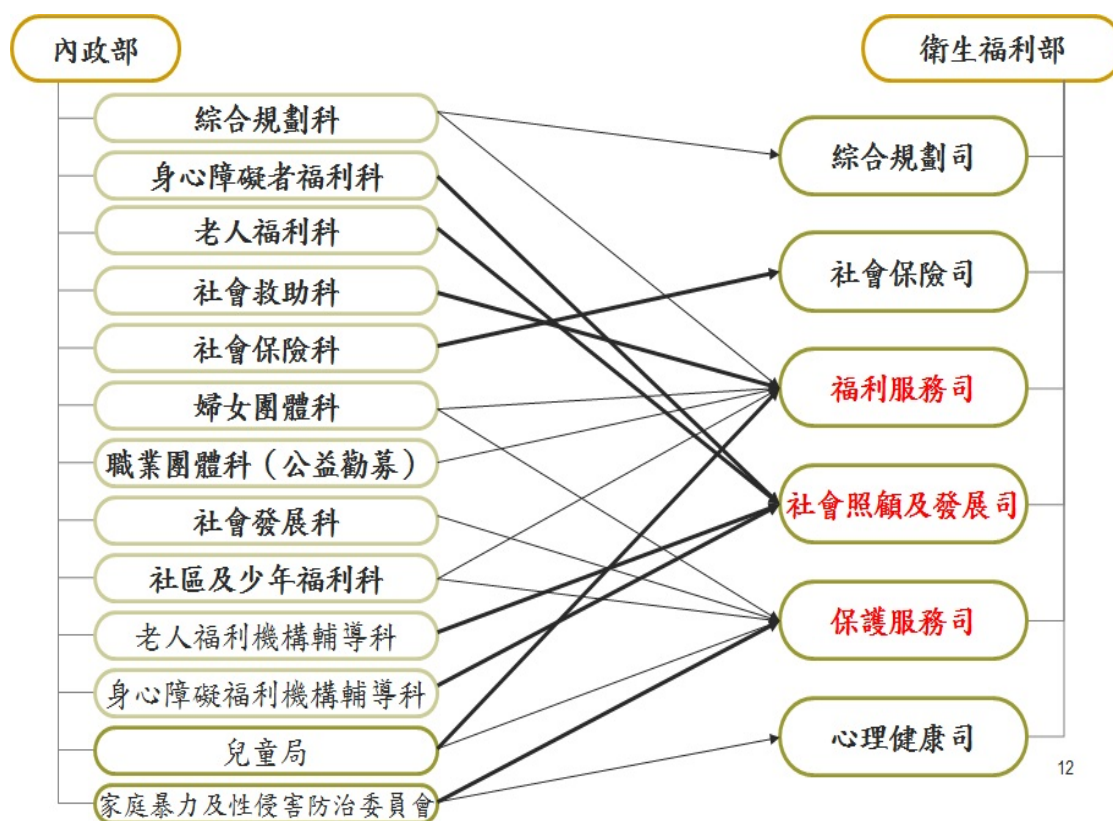 內政部
綜合規劃科
身心障礙者福利科
老人福利科
社會救助科
社會保險科
婦女團體科
職業團體科（公益勸募）
社會發展科
社區及少年福利科
老人福利機構輔導科
身心障礙福利機構輔導科
兒童局
家庭暴力及性侵害防治委員會
衛生福利部
綜合規劃司
社會保險司
福利服務司
社會照顧及發展司
保護服務司
心理健康司
12